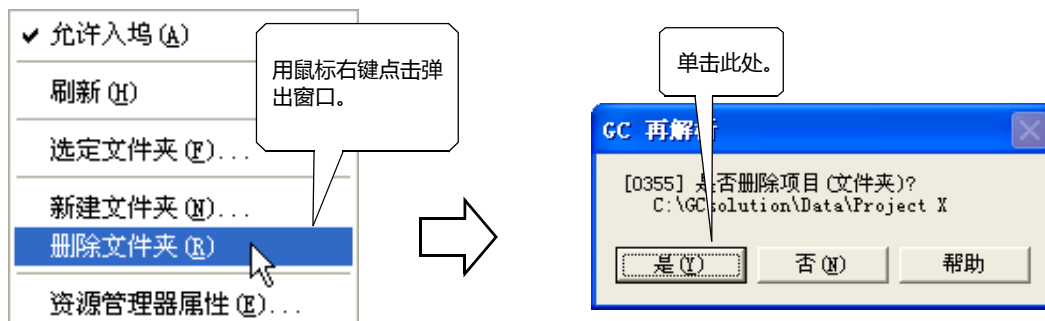 允许入坞(A)
刷新(H)
选定文件夹(F)...
新建文件夹(N)...
删除文件夹(R)
资源管理器属性(E)...
用鼠标右键点击弹
出窗口。
单击此处。
GC 再解析
[0355] 是否删除项目(文件夹)?
C:\GCsolution\Data\Project X
是(Y)
否(N)
帮助